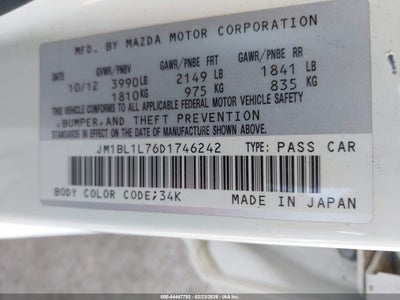 MFD. BY MAZDA MOTOR CORPORATION
GVWR/PNBV GAWR/PNBE FRT GAWR/PNBE RR
10/12 3990LB 2149 LB 1841 LB
1810KG 975 KG 835 KG
THIS VEHICLE CONFORMS TO ALL
APPLICABLE FEDERAL MOTOR VEHICLE SAFETY
,BUMPER,AND THEFT PREVENTION
STANDARDS IN EFFECT ON THE DATE OF MANUFACTURE SHOWN ABOVE.
JM1BL1L76D1746242 TYPE: PASS CAR
BODY COLOR CODE;34K MADE IN JAPAN
000-44447792 - 02/23/2026 - IAA Inc.